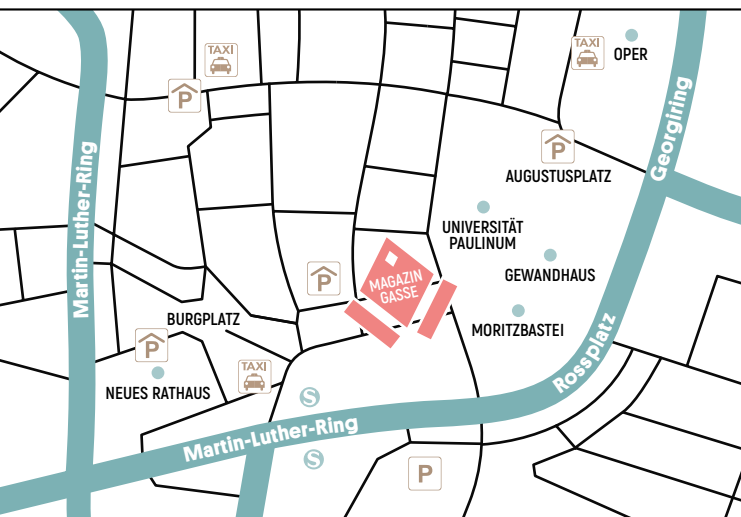 TAXI
TAXI
OPER
P
P
AUGUSTUSPLATZ
Georgiring
Martin-Luther-Ring
UNIVERSITÄT
PAULINUM
GEWANDHAUS
MAGAZIN
GASSE
P
MORITZBASTEI
BURGPLATZ
P
NEUES RATHAUS
TAXI
Rossplatz
S
Martin-Luther-Ring
S
P